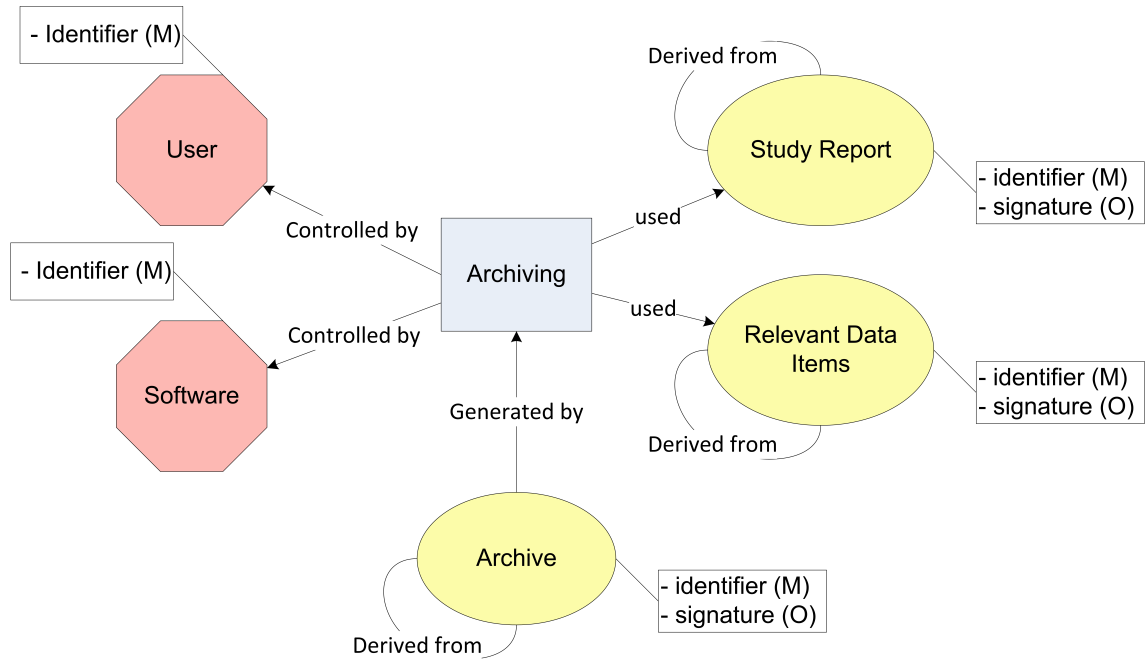 - Identifier (M)
User
Derived from
Study Report
- identifier (M)
- signature (O)
Controlled by
used
- Identifier (M)
Archiving
Software
Controlled by
used
Relevant Data
Items
- identifier (M)
- signature (O)
Derived from
Generated by
Archive
- identifier (M)
- signature (O)
Derived from